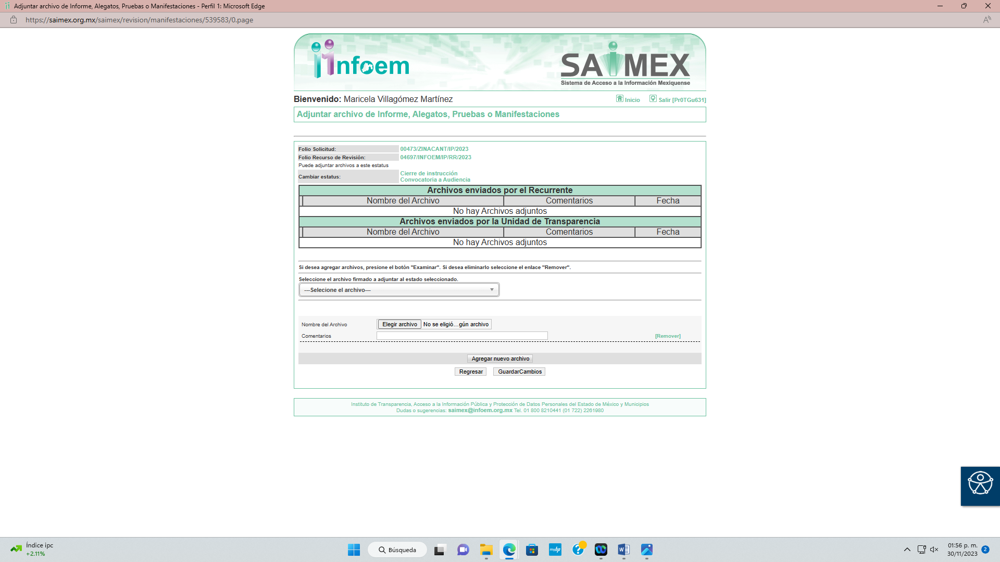 Adjuntar archivo de Informe, Alegatos, Pruebas o Manifestaciones - Perfil 1: Microsoft Edge
https://saimex.org.mx/saimex/revision/manifestaciones/539583/0.page
infoem
SAIMEX
Sistema de Acceso a la Información Mexiquense
Bienvenido: Maricela Villagómez Martínez
Inicio
Salir [Pr0TGu631]
Adjuntar archivo de Informe, Alegatos, Pruebas o Manifestaciones
Folio Solicitud: 00473/ZINACANT/IP/2023
Folio Recurso de Revisión: 04697/INFOEM/IP/RR/2023
Puede adjuntar archivos a este estatus
Cambiar estatus: Cierre de instrucción
Convocatoria a Audiencia
Archivos enviados por el Recurrente
Nombre del Archivo Comentarios Fecha
No hay Archivos adjuntos
Archivos enviados por la Unidad de Transparencia
Nombre del Archivo Comentarios Fecha
No hay Archivos adjuntos
Si desea agregar archivos, presione el botón "Examinar". Si desea eliminarlo seleccione el enlace "Remover".
Seleccione el archivo firmado a adjuntar al estado seleccionado.
---Selecione el archivo---
Nombre del Archivo Elegir archivo No se eligió...gún archivo
Comentarios [Remover]
Agregar nuevo archivo
Regresar GuardarCambios
Instituto de Transparencia, Acceso a la Información Pública y Protección de Datos Personales del Estado de México y Municipios
Dudas o sugerencias: saimex@infoem.org.mx Tel. 01 800 8210441 (01 722) 2261980
Índice ipc
+2.11%
Búsqueda
myhp
01:56 p. m.
30/11/2023
2